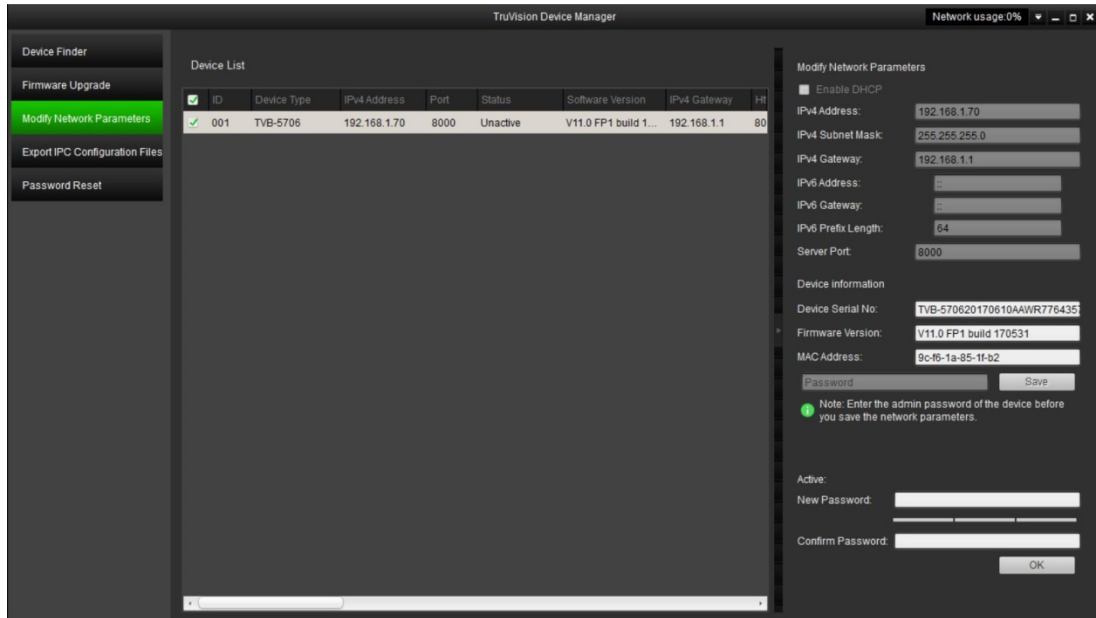 TruVision Device Manager
Network usage:0%
Device Finder
Firmware Upgrade
Modify Network Parameters
Export IPC Configuration Files
Password Reset
Device List
ID Device Type IPv4 Address Port Status Software Version IPv4 Gateway Ht
001 TVB-5706 192.168.1.70 8000 Unactive V11.0 FP1 build 1... 192.168.1.1 80
Modify Network Parameters
Enable DHCP
IPv4 Address: 192.168.1.70
IPv4 Subnet Mask: 255.255.255.0
IPv4 Gateway: 192.168.1.1
IPv6 Address: ::
IPv6 Gateway: ::
IPv6 Prefix Length: 64
Server Port: 8000
Device information
Device Serial No: TVB-570620170610AAWR7764357
Firmware Version: V11.0 FP1 build 170531
MAC Address: 9c-f6-1a-85-1f-b2
Password Save
Note: Enter the admin password of the device before
you save the network parameters.
Active:
New Password:
Confirm Password:
OK